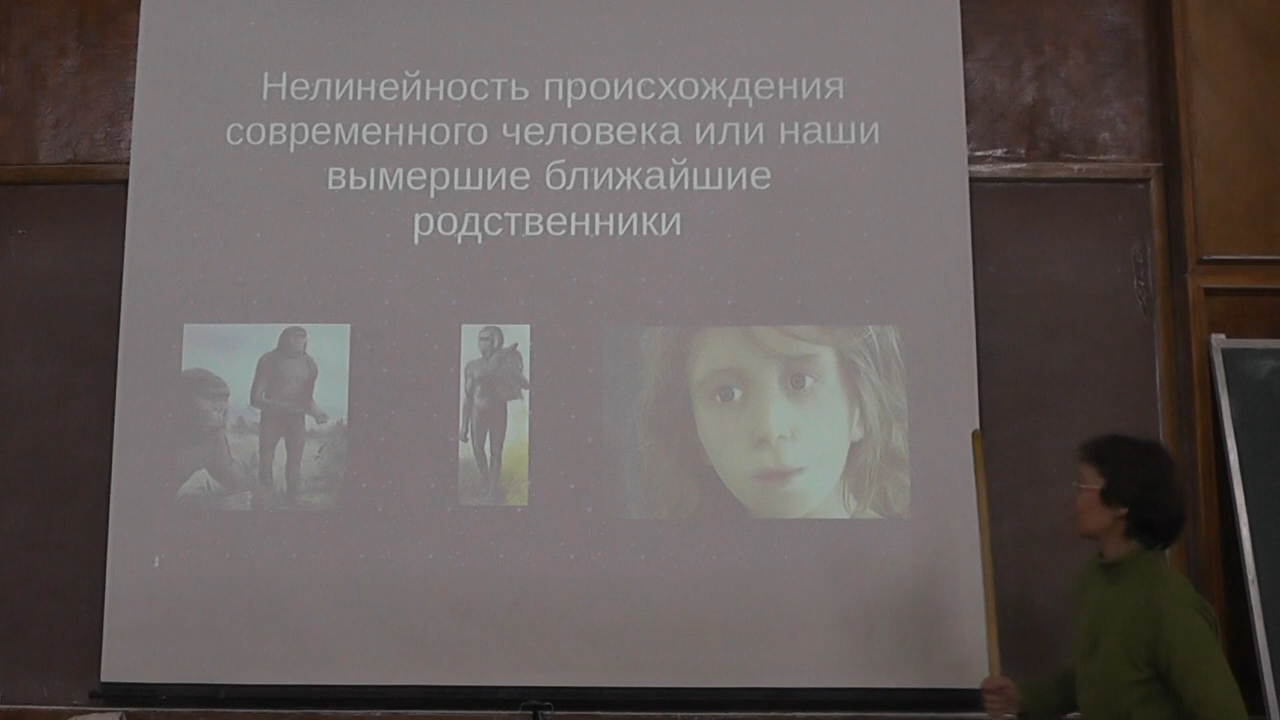 Нелинейность происхождения
современного человека или наши
вымершие ближайшие
родственники